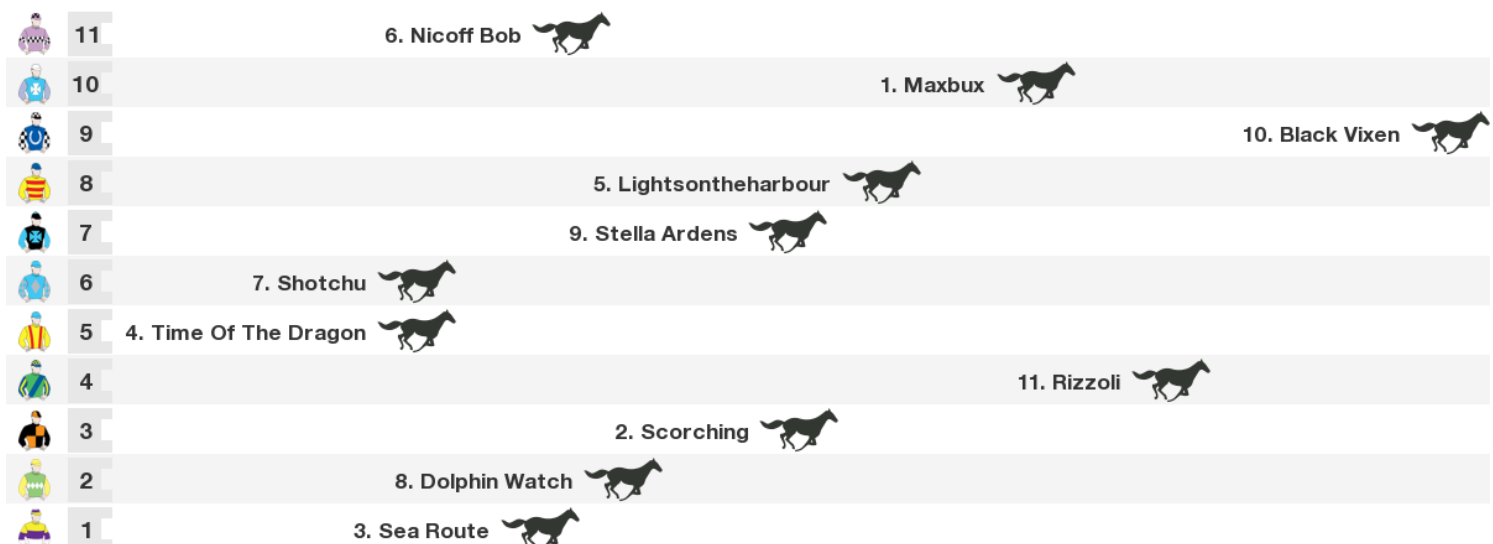 11 6. Nicoff Bob
10 1. Maxbux
9 10. Black Vixen
8 5. Lightsontheharbour
7 9. Stella Ardens
6 7. Shotchu
5 4. Time Of The Dragon
4 11. Rizzoli
3 2. Scorching
2 8. Dolphin Watch
1 3. Sea Route